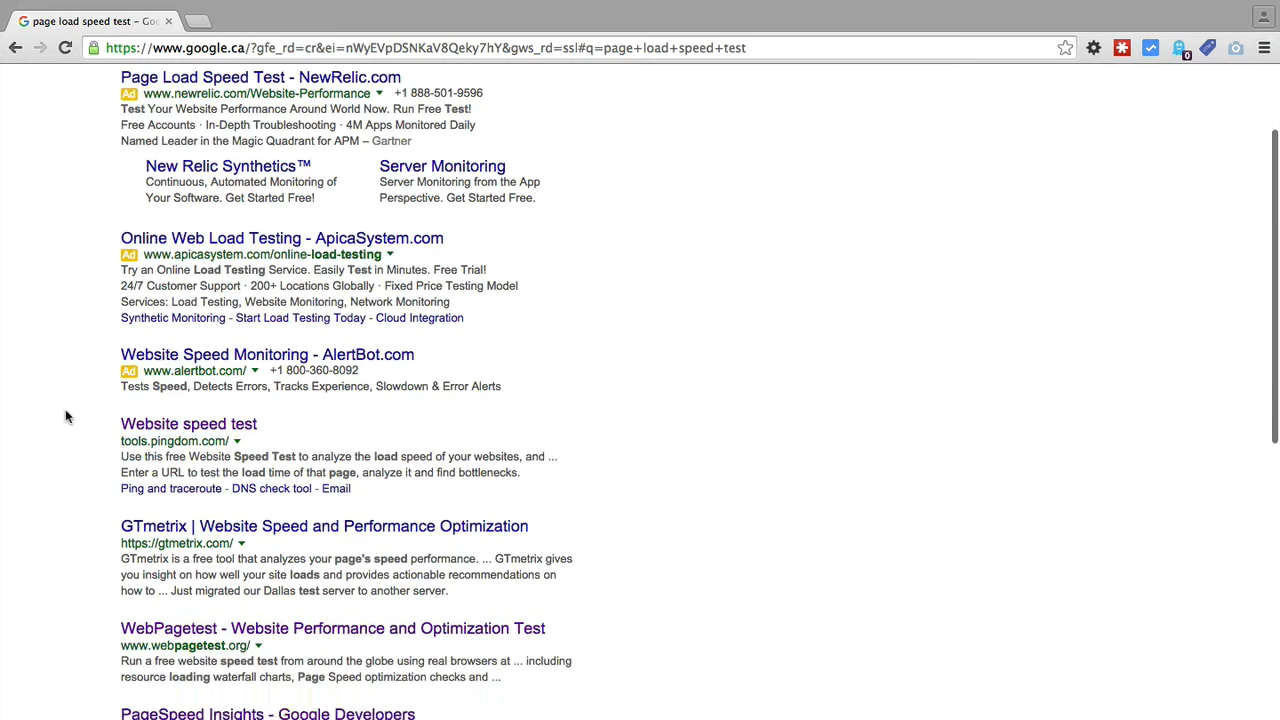 page load speed test - Goo
https://www.google.ca/?gfe_rd=cr&ei=nWyEVpDSNKaV8Qeky7hY&gws_rd=ssl#q=page+load+speed+test
0
Page Load Speed Test - NewRelic.com
Ad www.newrelic.com/Website-Performance +1 888-501-9596
Test Your Website Performance Around World Now. Run Free Test!
Free Accounts · In-Depth Troubleshooting · 4M Apps Monitored Daily
Named Leader in the Magic Quadrant for APM – Gartner
New Relic Synthetics™ Server Monitoring
Continuous, Automated Monitoring of Server Monitoring from the App
Your Software. Get Started Free! Perspective. Get Started Free.
Online Web Load Testing - ApicaSystem.com
Ad www.apicasystem.com/online-load-testing
Try an Online Load Testing Service. Easily Test in Minutes. Free Trial!
24/7 Customer Support · 200+ Locations Globally · Fixed Price Testing Model
Services: Load Testing, Website Monitoring, Network Monitoring
Synthetic Monitoring - Start Load Testing Today - Cloud Integration
Website Speed Monitoring - AlertBot.com
Ad www.alertbot.com/ +1 800-360-8092
Tests Speed, Detects Errors, Tracks Experience, Slowdown & Error Alerts
Website speed test
tools.pingdom.com/
Use this free Website Speed Test to analyze the load speed of your websites, and ...
Enter a URL to test the load time of that page, analyze it and find bottlenecks.
Ping and traceroute - DNS check tool - Email
GTmetrix | Website Speed and Performance Optimization
https://gtmetrix.com/
GTmetrix is a free tool that analyzes your page's speed performance. ... GTmetrix gives
you insight on how well your site loads and provides actionable recommendations on
how to ... Just migrated our Dallas test server to another server.
WebPagetest - Website Performance and Optimization Test
www.webpagetest.org/
Run a free website speed test from around the globe using real browsers at ... including
resource loading waterfall charts, Page Speed optimization checks and ...
PageSpeed Insights - Google Developers